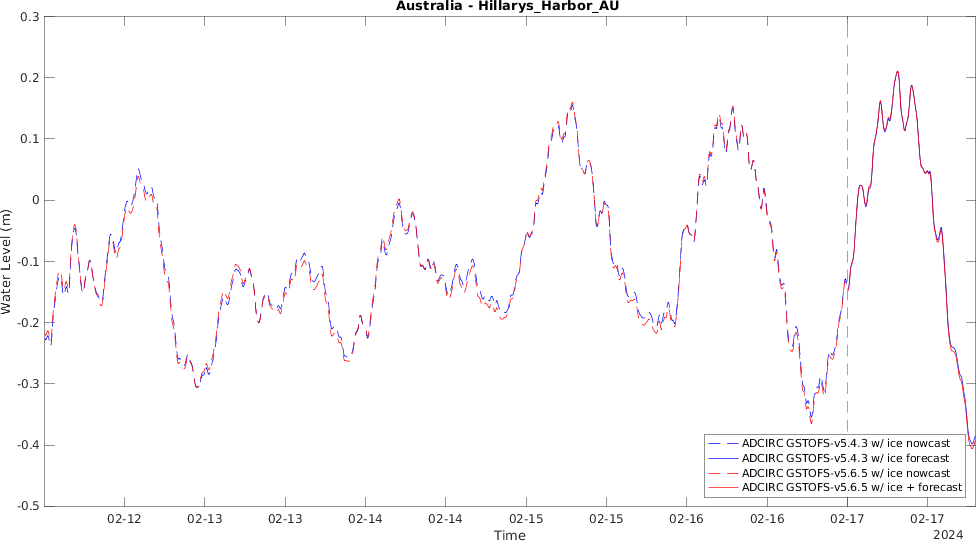 Australia - Hillarys_Harbor_AU
0.3
0.2
0.1
0
-0.1
-0.2
-0.3
-0.4
-0.5
Water Level (m)
ADCIRC GSTOFS-v5.4.3 w/ ice nowcast
ADCIRC GSTOFS-v5.4.3 w/ ice forecast
ADCIRC GSTOFS-v5.6.5 w/ ice nowcast
ADCIRC GSTOFS-v5.6.5 w/ ice + forecast
02-12 02-13 02-13 02-14 02-14 02-15 02-15 02-16 02-16 02-17 02-17
Time
2024